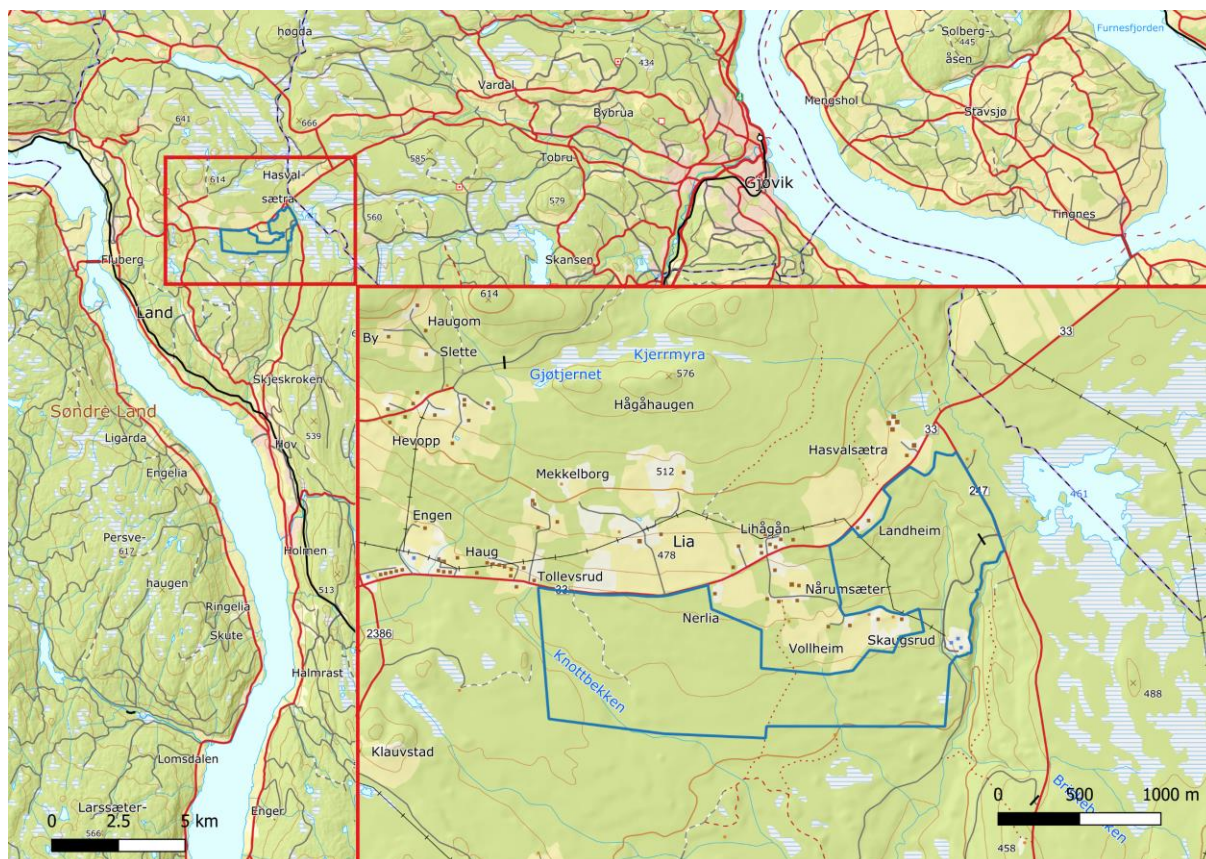 høgda
434
Solberg-
445
åsen
Furnesfjorden
Vardal
Mengshol
Bybrua
Stavsjø
641
666
585
Tobru
Gjøvik
614
Hasval-
sætra
579
560
Tingnes
Fluberg
Skansen
Land
Skjeskroken
Søndre Land
Ligarda
539
Hov
Engelia
Persve-
617
haugen
Holmen
513
Ringelia
Skute
Halmrast
Lomsdalen
Larssæter-
566
Enger
0 2.5 5 km
614
Haugom
By
Slette
33
Kjerrmyra
Gjøtjernet
576
Hågåhaugen
Hevopp
33
Hasvalsætra
Mekkelborg
512
247
461
Engen
Landheim
Lihågån
Lia
Haug
478
Tollevsrud
33
Nårumsæter
Nerlia
2386
Vollheim
Skaugsrud
Knottbekken
488
Klauvstad
0 500 1000 m
458